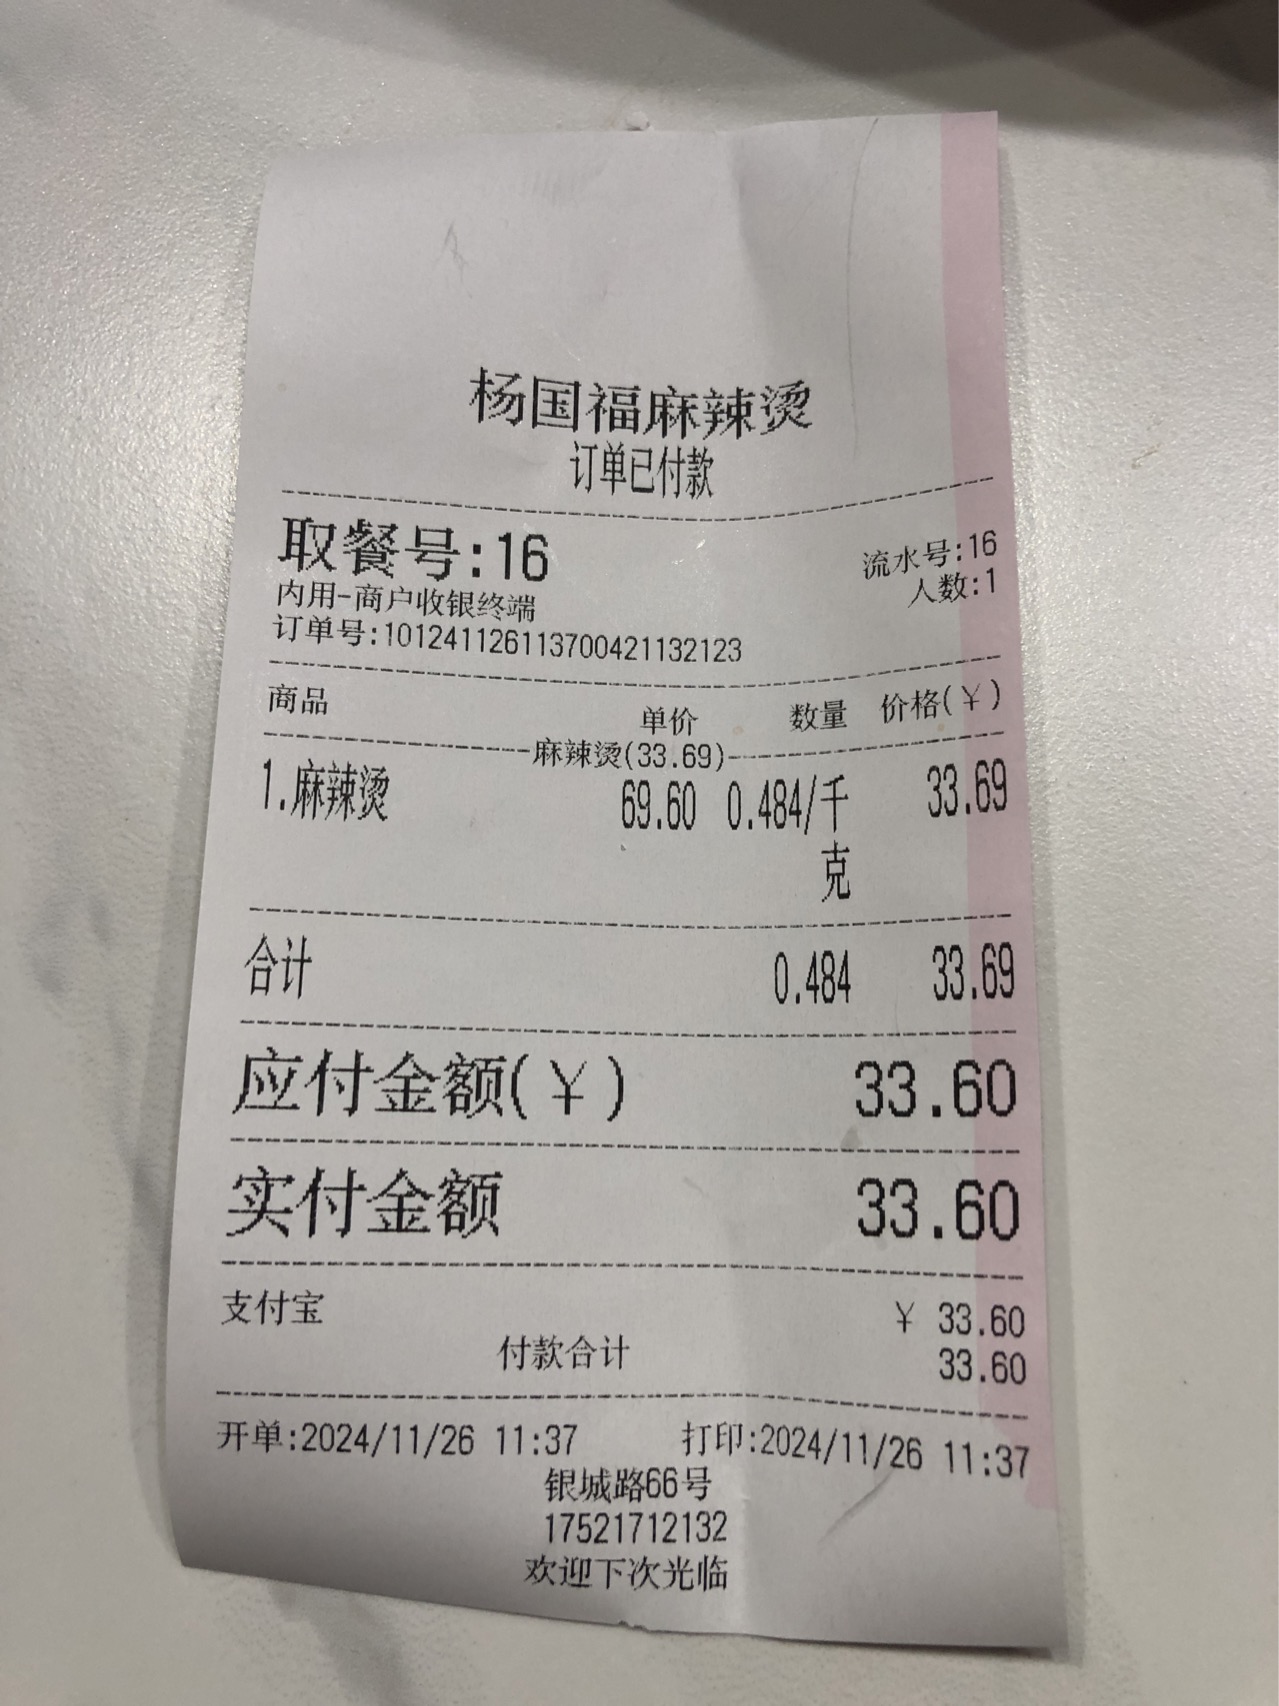 杨国福麻辣烫
订单已付款
取餐号:16
流水号:16
内用-商户收银终端
人数:1
订单号:101241126113700421132123
商品 单价 数量 价格(￥)
麻辣烫(33.69)
1.麻辣烫 69.60 0.484/千克 33.69
合计 0.484 33.69
应付金额(￥) 33.60
实付金额 33.60
支付宝 ￥ 33.60
付款合计 33.60
开单:2024/11/26 11:37 打印:2024/11/26 11:37
银城路66号
17521712132
欢迎下次光临